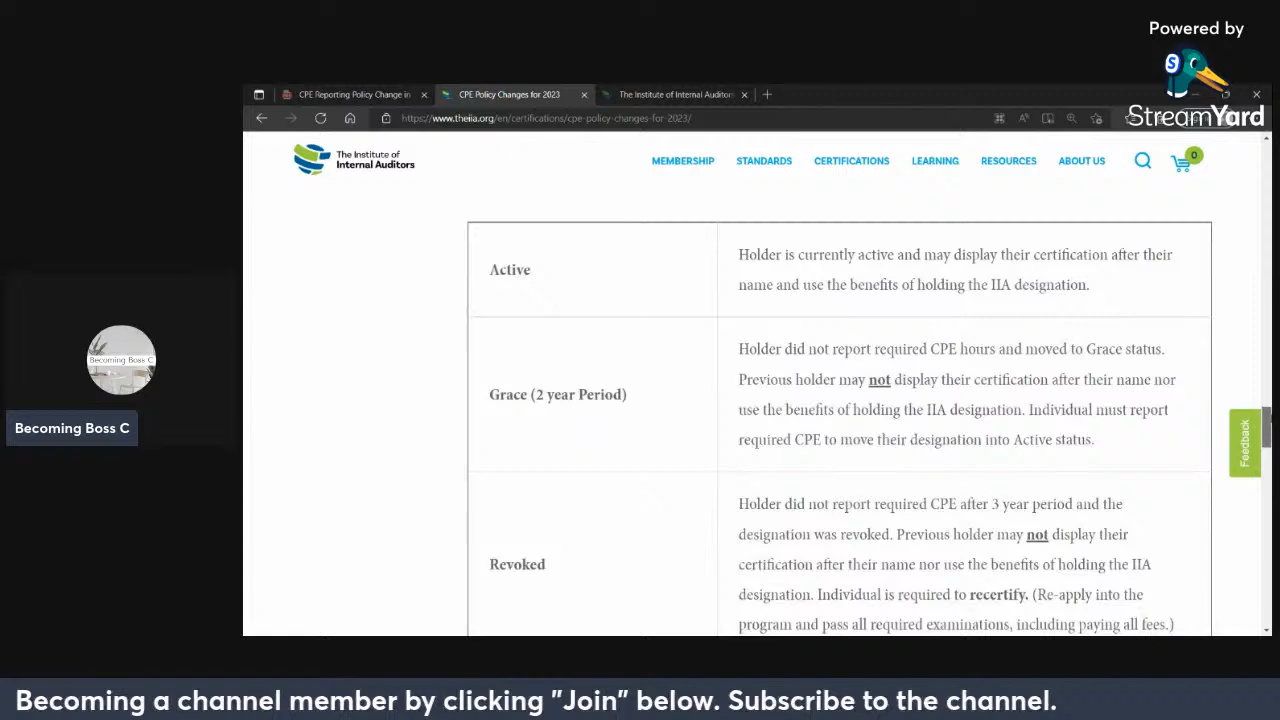 Powered by
StreamYard
CPE Reporting Policy Change in
CPE Policy Changes for 2023
The Institute of Internal Auditors
https://www.theiia.org/en/certifications/cpe-policy-changes-for-2023/
The Institute of
Internal Auditors
MEMBERSHIP STANDARDS CERTIFICATIONS LEARNING RESOURCES ABOUT US
0
Active
Holder is currently active and may display their certification after their
name and use the benefits of holding the IIA designation.
Grace (2 year Period)
Holder did not report required CPE hours and moved to Grace status.
Previous holder may not display their certification after their name nor
use the benefits of holding the IIA designation. Individual must report
required CPE to move their designation into Active status.
Revoked
Holder did not report required CPE after 3 year period and the
designation was revoked. Previous holder may not display their
certification after their name nor use the benefits of holding the IIA
designation. Individual is required to recertify. (Re-apply into the
program and pass all required examinations, including paying all fees.)
Feedback
Becoming Boss C
Becoming Boss C
Becoming a channel member by clicking "Join" below. Subscribe to the channel.